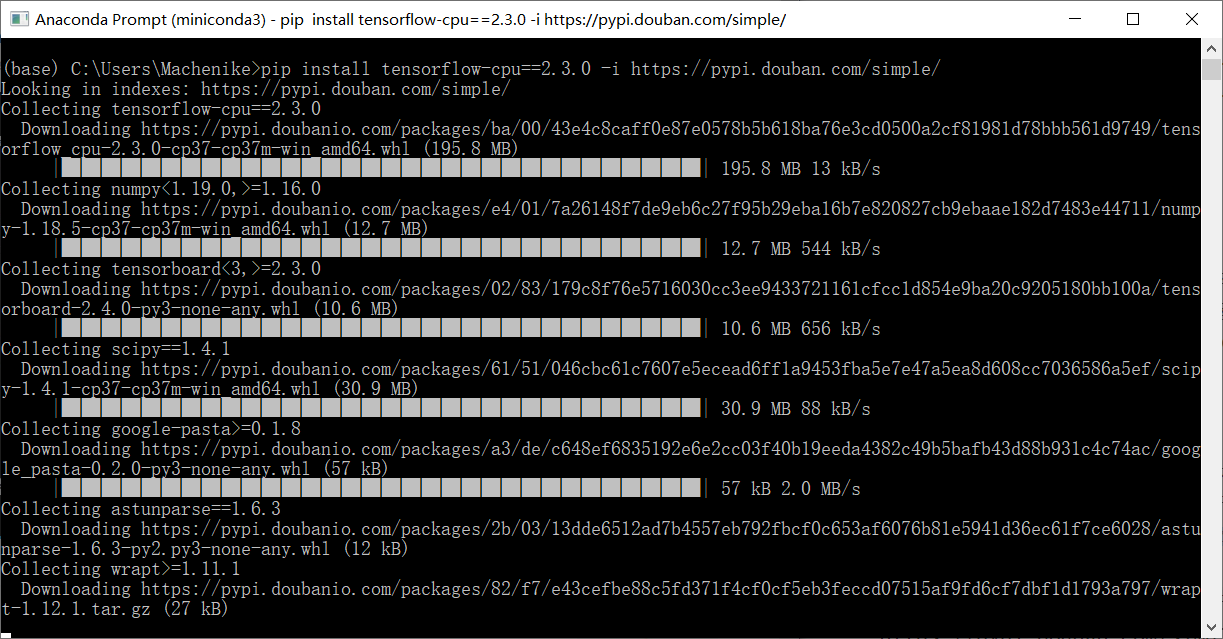 Anaconda Prompt (miniconda3) - pip  install tensorflow-cpu==2.3.0 -i https://pypi.douban.com/simple/
(base) C:\Users\Machenike>pip install tensorflow-cpu==2.3.0 -i https://pypi.douban.com/simple/
Looking in indexes: https://pypi.douban.com/simple/
Collecting tensorflow-cpu==2.3.0
  Downloading https://pypi.doubanio.com/packages/ba/00/43e4c8caff0e87e0578b5b618ba76e3cd0500a2cf81981d78bbb561d9749/tens
orflow_cpu-2.3.0-cp37-cp37m-win_amd64.whl (195.8 MB)
195.8 MB 13 kB/s
Collecting numpy<1.19.0,>=1.16.0
  Downloading https://pypi.doubanio.com/packages/e4/01/7a26148f7de9eb6c27f95b29eba16b7e820827cb9ebaae182d7483e44711/nump
y-1.18.5-cp37-cp37m-win_amd64.whl (12.7 MB)
12.7 MB 544 kB/s
Collecting tensorboard<3,>=2.3.0
  Downloading https://pypi.doubanio.com/packages/02/83/179c8f76e5716030cc3ee9433721161cfcc1d854e9ba20c9205180bb100a/tens
orboard-2.4.0-py3-none-any.whl (10.6 MB)
10.6 MB 656 kB/s
Collecting scipy==1.4.1
  Downloading https://pypi.doubanio.com/packages/61/51/046cbc61c7607e5ecead6ff1a9453fba5e7e47a5ea8d608cc7036586a5ef/scip
y-1.4.1-cp37-cp37m-win_amd64.whl (30.9 MB)
30.9 MB 88 kB/s
Collecting google-pasta>=0.1.8
  Downloading https://pypi.doubanio.com/packages/a3/de/c648ef6835192e6e2cc03f40b19eeda4382c49b5bafb43d88b931c4c74ac/goog
le_pasta-0.2.0-py3-none-any.whl (57 kB)
57 kB 2.0 MB/s
Collecting astunparse==1.6.3
  Downloading https://pypi.doubanio.com/packages/2b/03/13dde6512ad7b4557eb792fbcf0c653af6076b81e5941d36ec61f7ce6028/astu
nparse-1.6.3-py2.py3-none-any.whl (12 kB)
Collecting wrapt>=1.11.1
  Downloading https://pypi.doubanio.com/packages/82/f7/e43cefbe88c5fd371f4cf0cf5eb3feccd07515af9fd6cf7dbf1d1793a797/wrap
t-1.12.1.tar.gz (27 kB)